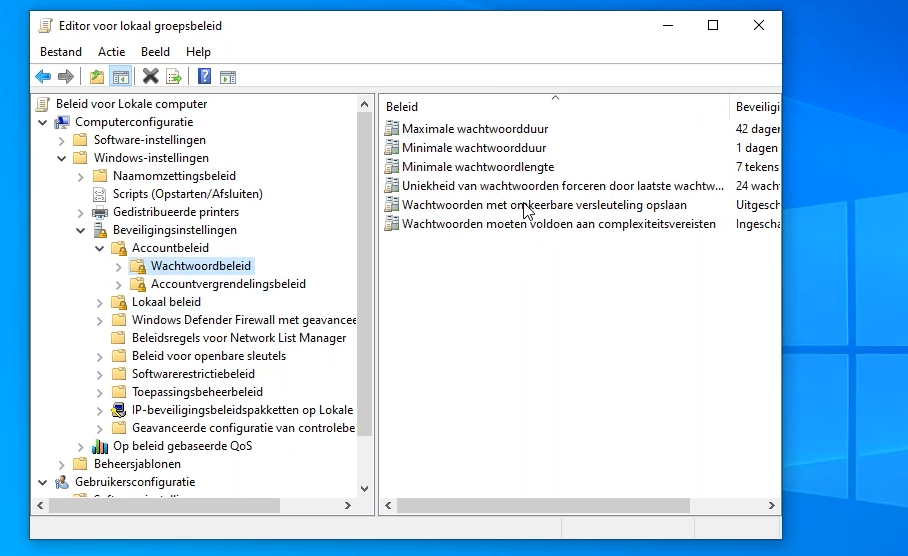 Editor voor lokaal groepsbeleid
Bestand Actie Beeld Help
Beleid voor Lokale computer
Computerconfiguratie
Software-instellingen
Windows-instellingen
Naamomzettingsbeleid
Scripts (Opstarten/Afsluiten)
Gedistribueerde printers
Beveiligingsinstellingen
Accountbeleid
Wachtwoordbeleid
Accountvergrendelingsbeleid
Lokaal beleid
Windows Defender Firewall met geavancee
Beleidsregels voor Network List Manager
Beleid voor openbare sleutels
Softwarerestrictiebeleid
Toepassingsbeheerbeleid
IP-beveiligingsbeleidspakketten op Lokale
Geavanceerde configuratie van controlebe
Op beleid gebaseerde QoS
Beheersjablonen
Gebruikersconfiguratie
Beleid Beveiligi
Maximale wachtwoordduur 42 dagen
Minimale wachtwoordduur 1 dagen
Minimale wachtwoordlengte 7 tekens
Uniekheid van wachtwoorden forceren door laatste wachtw... 24 wach
Wachtwoorden met omkeerbare versleuteling opslaan Uitgesch
Wachtwoorden moeten voldoen aan complexiteitsvereisten Ingescha